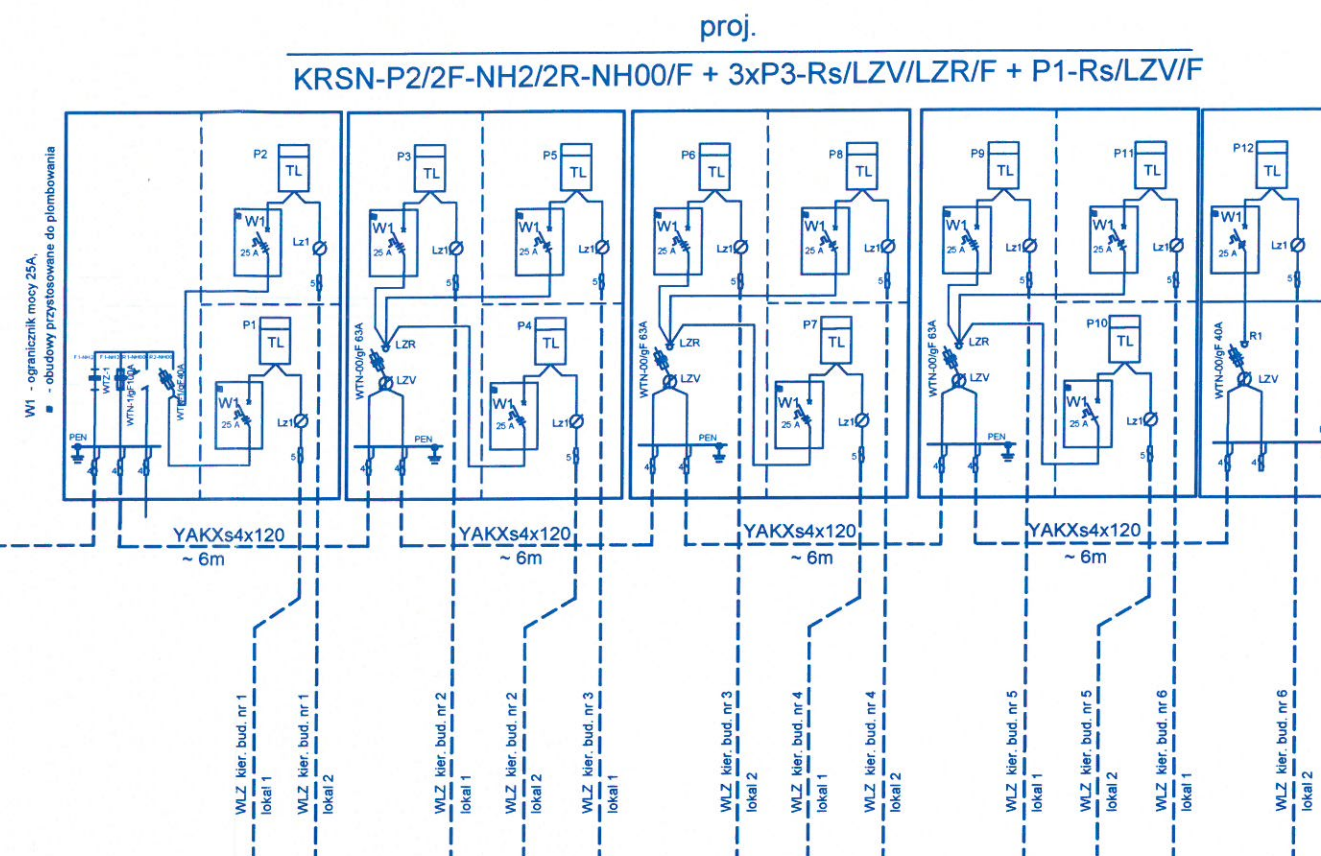 proj.
KRSN-P2/2F-NH2/2R-NH00/F + 3xP3-Rs/LZV/LZR/F + P1-Rs/LZV/F
W1 - ogranicznik mocy 25A,
- obudowy przystosowane do plombowania
P2
TL
W1
25 A
Lz1
5
P1
TL
W1
25 A
Lz1
5
F1-NH2
R1-NH00
R2-NH00
WTZ-1
WTN-1/gF100A
PEN
4
4
4
P3
TL
W1
25 A
Lz1
5
P5
TL
W1
25 A
Lz1
5
WTN-00/gF 63A
LZR
LZV
P4
TL
W1
25 A
Lz1
5
PEN
4
4
P6
TL
W1
25 A
Lz1
5
P8
TL
W1
25 A
Lz1
5
WTN-00/gF 63A
LZR
LZV
P7
TL
W1
25 A
Lz1
5
PEN
4
4
P9
TL
W1
25 A
Lz1
5
P11
TL
W1
25 A
Lz1
5
WTN-00/gF 63A
LZR
LZV
P10
TL
W1
25 A
Lz1
5
PEN
4
4
P12
TL
W1
25 A
Lz1
5
WTN-00/gF 40A
R1
LZV
4
4
YAKXs4x120
~ 6m
YAKXs4x120
~ 6m
YAKXs4x120
~ 6m
YAKXs4x120
~ 6m
WLZ kier. bud. nr 1
lokal 1
WLZ kier. bud. nr 1
lokal 2
WLZ kier. bud. nr 2
lokal 1
WLZ kier. bud. nr 2
lokal 2
WLZ kier. bud. nr 3
lokal 1
WLZ kier. bud. nr 3
lokal 2
WLZ kier. bud. nr 4
lokal 1
WLZ kier. bud. nr 4
lokal 2
WLZ kier. bud. nr 5
lokal 1
WLZ kier. bud. nr 5
lokal 2
WLZ kier. bud. nr 6
lokal 1
WLZ kier. bud. nr 6
lokal 2